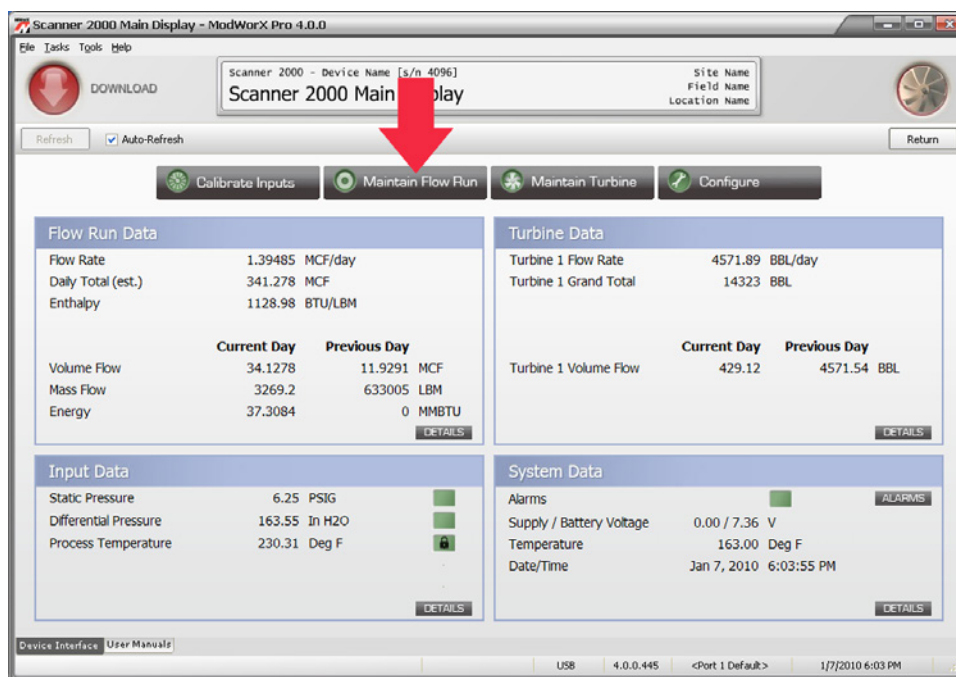 Scanner 2000 Main Display - ModWorX Pro 4.0.0
File Tasks Tools Help
DOWNLOAD
Scanner 2000 - Device Name [s/n 4096]
Scanner 2000 Main play
Site Name
Field Name
Location Name
Refresh Auto-Refresh Return
Calibrate Inputs Maintain Flow Run Maintain Turbine Configure
Flow Run Data
Flow Rate 1.39485 MCF/day
Daily Total (est.) 341.278 MCF
Enthalpy 1128.98 BTU/LBM
Current Day Previous Day
Volume Flow 34.1278 11.9291 MCF
Mass Flow 3269.2 633005 LBM
Energy 37.3084 0 MMBTU
DETAILS
Turbine Data
Turbine 1 Flow Rate 4571.89 BBL/day
Turbine 1 Grand Total 14323 BBL
Current Day Previous Day
Turbine 1 Volume Flow 429.12 4571.54 BBL
DETAILS
Input Data
Static Pressure 6.25 PSIG
Differential Pressure 163.55 In H2O
Process Temperature 230.31 Deg F
DETAILS
System Data
Alarms ALARMS
Supply / Battery Voltage 0.00 / 7.36 V
Temperature 163.00 Deg F
Date/Time Jan 7, 2010 6:03:55 PM
DETAILS
Device Interface User Manuals
USB 4.0.0.445 <Port 1 Default> 1/7/2010 6:03 PM